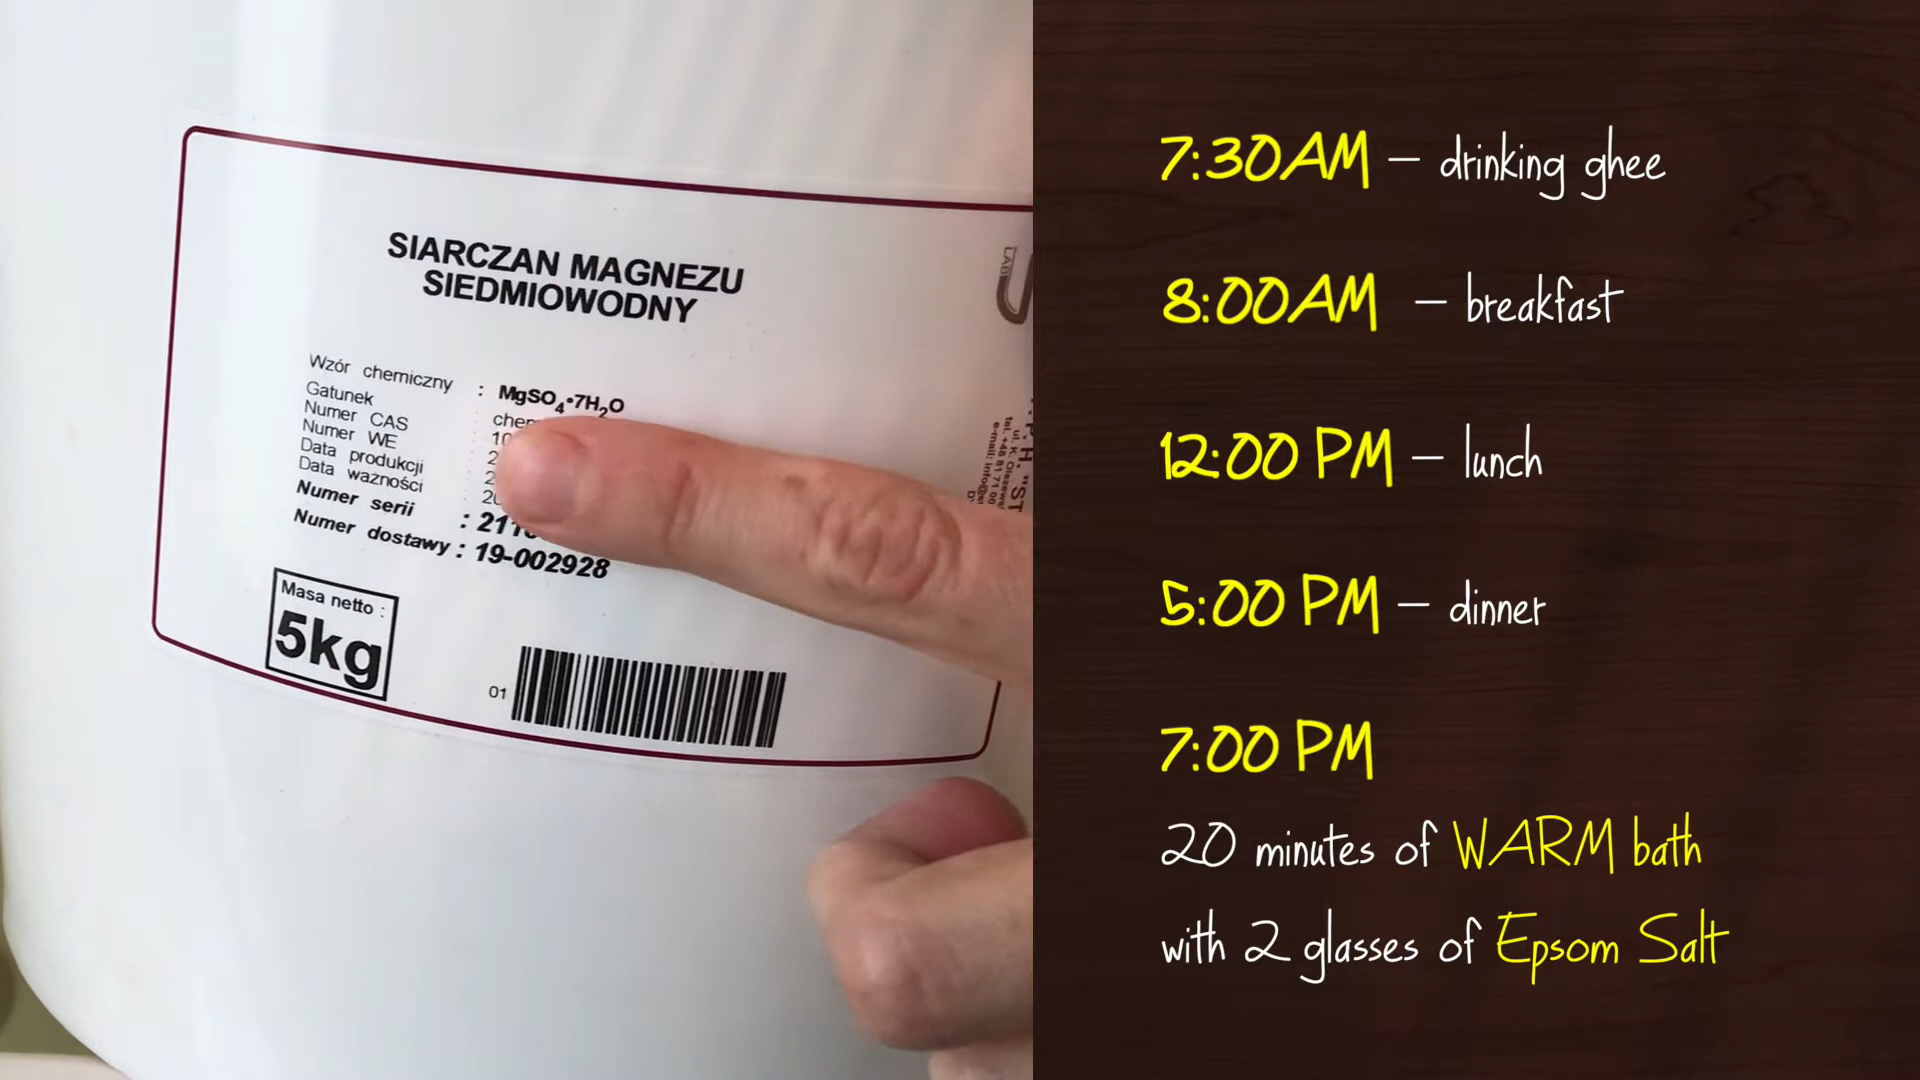 SIARCZAN MAGNEZU
SIEDMIOWODNY
Wzór chemiczny : MgSO₄•7H₂O
Gatunek :
Numer CAS :
Numer WE :
Data produkcji :
Data ważności :
Numer serii :
Numer dostawy : 19-002928
Masa netto :
5kg
01
LAB
7:30AM – drinking ghee
8:00AM – breakfast
12:00 PM – lunch
5:00 PM – dinner
7:00 PM
20 minutes of WARM bath
with 2 glasses of Epsom Salt